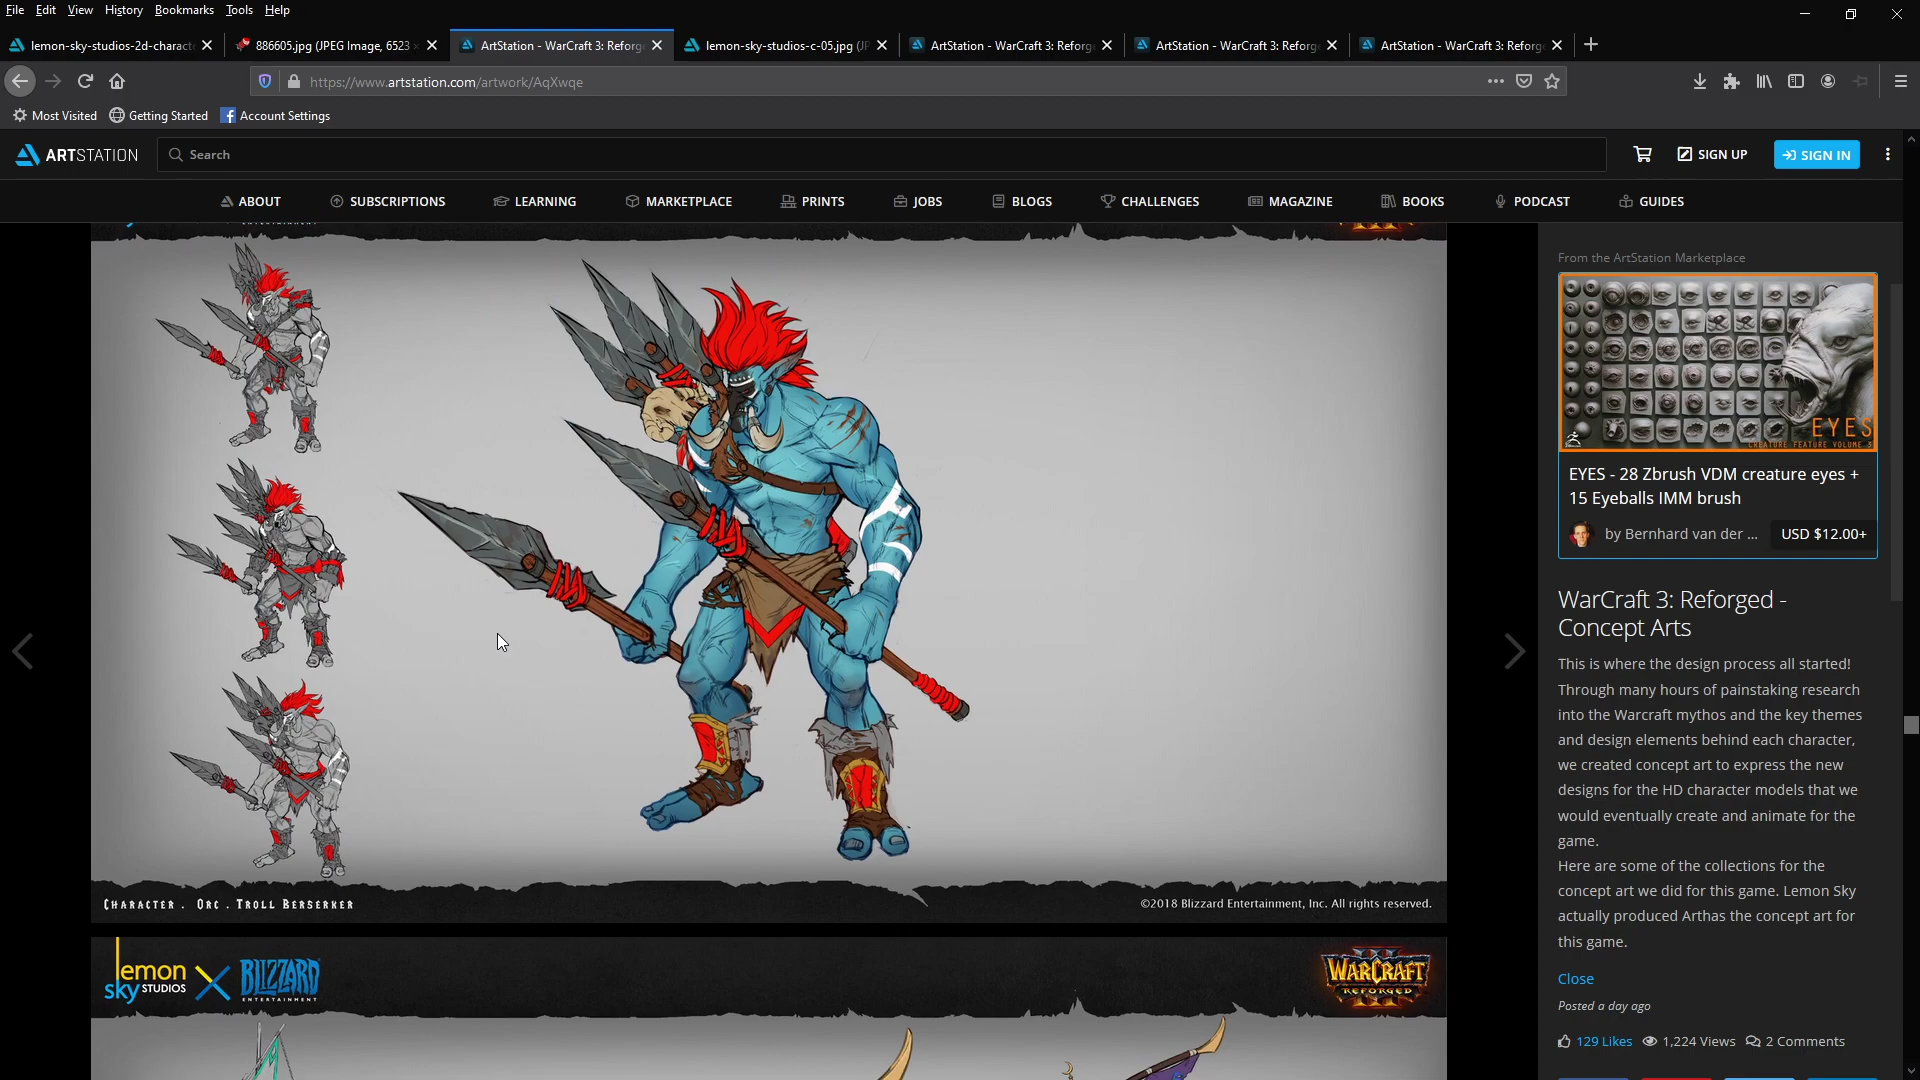 File Edit View History Bookmarks Tools Help
lemon-sky-studios-2d-charact
886605.jpg (JPEG Image, 6523
ArtStation - WarCraft 3: Reforg
lemon-sky-studios-c-05.jpg (JP
ArtStation - WarCraft 3: Reforg
ArtStation - WarCraft 3: Reforg
ArtStation - WarCraft 3: Reforg
https://www.artstation.com/artwork/AqXwqe
Most Visited Getting Started Account Settings
ARTSTATION Search SIGN UP SIGN IN
ABOUT SUBSCRIPTIONS LEARNING MARKETPLACE PRINTS JOBS BLOGS CHALLENGES MAGAZINE BOOKS PODCAST GUIDES
From the ArtStation Marketplace
EYES
CREATURE FEATURE VOLUME 3
EYES - 28 Zbrush VDM creature eyes +
15 Eyeballs IMM brush
by Bernhard van der ... USD $12.00+
WarCraft 3: Reforged -
Concept Arts
This is where the design process all started!
Through many hours of painstaking research
into the Warcraft mythos and the key themes
and design elements behind each character,
we created concept art to express the new
designs for the HD character models that we
would eventually create and animate for the
game.
Here are some of the collections for the
concept art we did for this game. Lemon Sky
actually produced Arthas the concept art for
this game.
Close
Posted a day ago
129 Likes 1,224 Views 2 Comments
CHARACTER . ORC . TROLL BERSERKER
©2018 Blizzard Entertainment, Inc. All rights reserved.
lemon sky STUDIOS X BLIZZARD ENTERTAINMENT
WARCRAFT III REFORGED